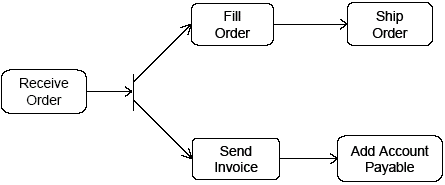 Receive
Order
Fill
Order
Ship
Order
Send
Invoice
Add Account
Payable